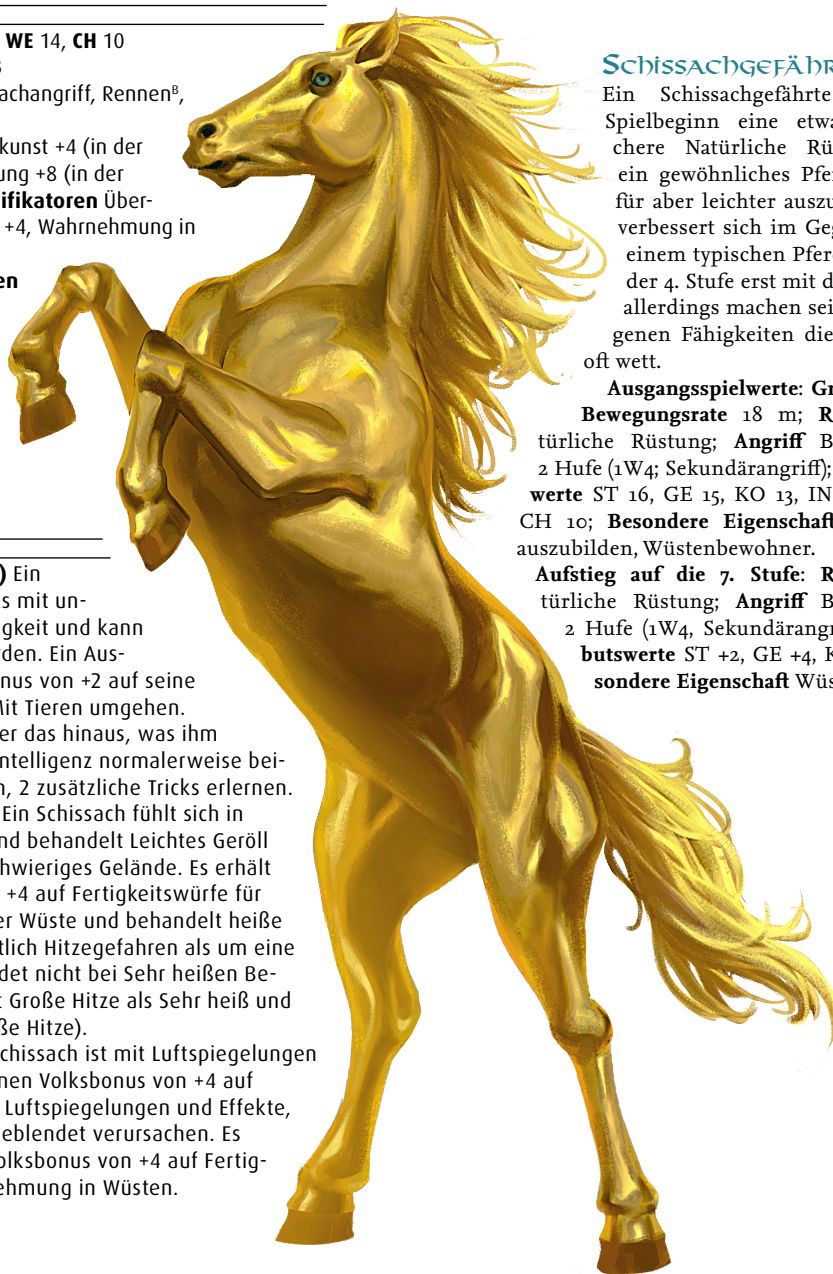 WE 14, CH 10
achangriff, Rennenᴮ,
kunst +4 (in der
ung +8 (in der
ifikatoren Über-
+4, Wahrnehmung in
en
) Ein
s mit un-
igkeit und kann
rden. Ein Aus-
nus von +2 auf seine
Mit Tieren umgehen.
er das hinaus, was ihm
ntelligenz normalerweise bei-
n, 2 zusätzliche Tricks erlernen.
Ein Schissach fühlt sich in
nd behandelt Leichtes Geröll
hwieriges Gelände. Es erhält
+4 auf Fertigkeitswürfe für
er Wüste und behandelt heiße
tlich Hitzegefahren als um eine
det nicht bei Sehr heißen Be-
t Große Hitze als Sehr heiß und
ße Hitze).
chissach ist mit Luftspiegelungen
nen Volksbonus von +4 auf
Luftspiegelungen und Effekte,
eblendet verursachen. Es
olksbonus von +4 auf Fertig-
ehmung in Wüsten.
Schissachgefähr
Ein Schissachgefährte
Spielbeginn eine etwa
chere Natürliche Rü
ein gewöhnliches Pfe
für aber leichter auszu
verbessert sich im Geg
einem typischen Pfer
der 4. Stufe erst mit d
allerdings machen sei
genen Fähigkeiten die
oft wett.
Ausgangsspielwerte: Gr
Bewegungsrate 18 m; R
türliche Rüstung; Angriff B
2 Hufe (1W4; Sekundärangriff);
werte ST 16, GE 15, KO 13, IN
CH 10; Besondere Eigenschaf
auszubilden, Wüstenbewohner.
Aufstieg auf die 7. Stufe: R
türliche Rüstung; Angriff B
2 Hufe (1W4, Sekundärangr
butswerte ST +2, GE +4, K
sondere Eigenschaft Wüs